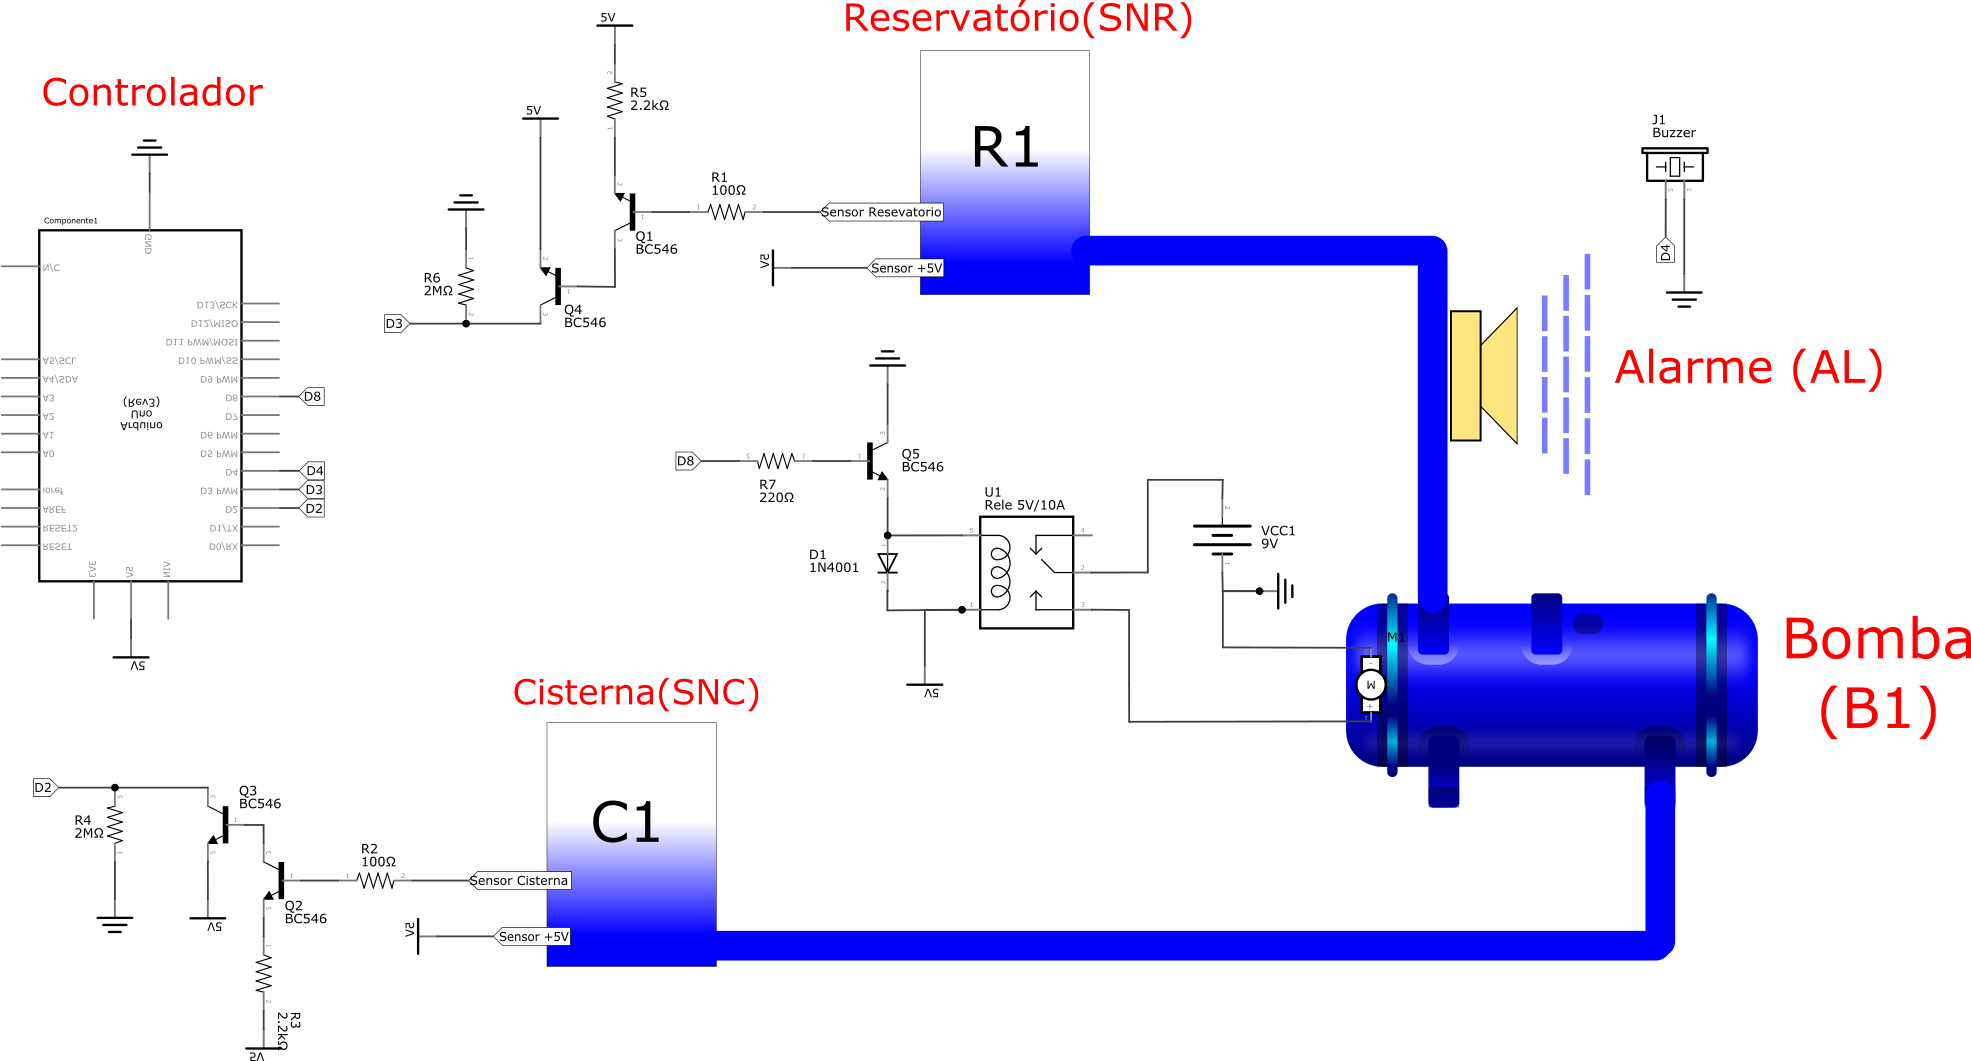 Reservatório(SNR)
Controlador
5V
R5
2.2kΩ
5V
R1
100Ω
Q1
BC546
R6
2MΩ
Q4
BC546
D3
Sensor Resevatorio
5V
Sensor +5V
R1
J1
Buzzer
D4
Alarme (AL)
Componente1
GND
N/C
D13/SCK
D12/MISO
D11 PWM/MOSI
A5/SCL
D10 PWM/SS
A4/SDA
D9 PWM
A3
D8
D8
A2
D7
A1
D6 PWM
A0
D5 PWM
D4
D4
ioref
D3 PWM
D3
AREF
D2
D2
RESET2
D1/TX
RESET
D0/RX
Arduino
Uno
(Rev3)
3V3
5V
VIN
5V
D8
R7
220Ω
Q5
BC546
D1
1N4001
U1
Rele 5V/10A
5
4
2
1
3
5V
VCC1
9V
M1
-
M
+
Bomba
(B1)
Cisterna(SNC)
D2
R4
2MΩ
Q3
BC546
5V
Q2
BC546
R2
100Ω
Sensor Cisterna
5V
Sensor +5V
C1
R3
2.2kΩ
5V